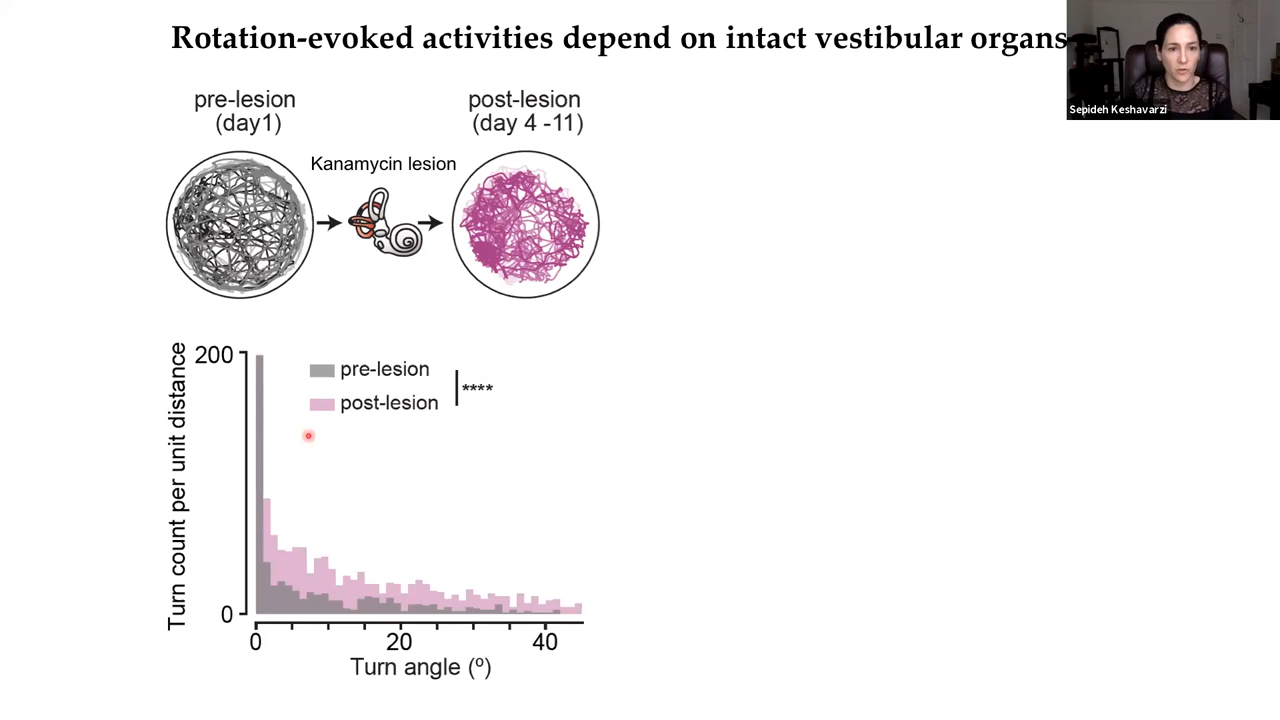 Rotation-evoked activities depend on intact vestibular organs
Sepideh Keshavarzi
pre-lesion
(day1)
Kanamycin lesion
post-lesion
(day 4 -11)
Turn count per unit distance
200
0
pre-lesion
post-lesion
****
0
20
40
Turn angle (º)